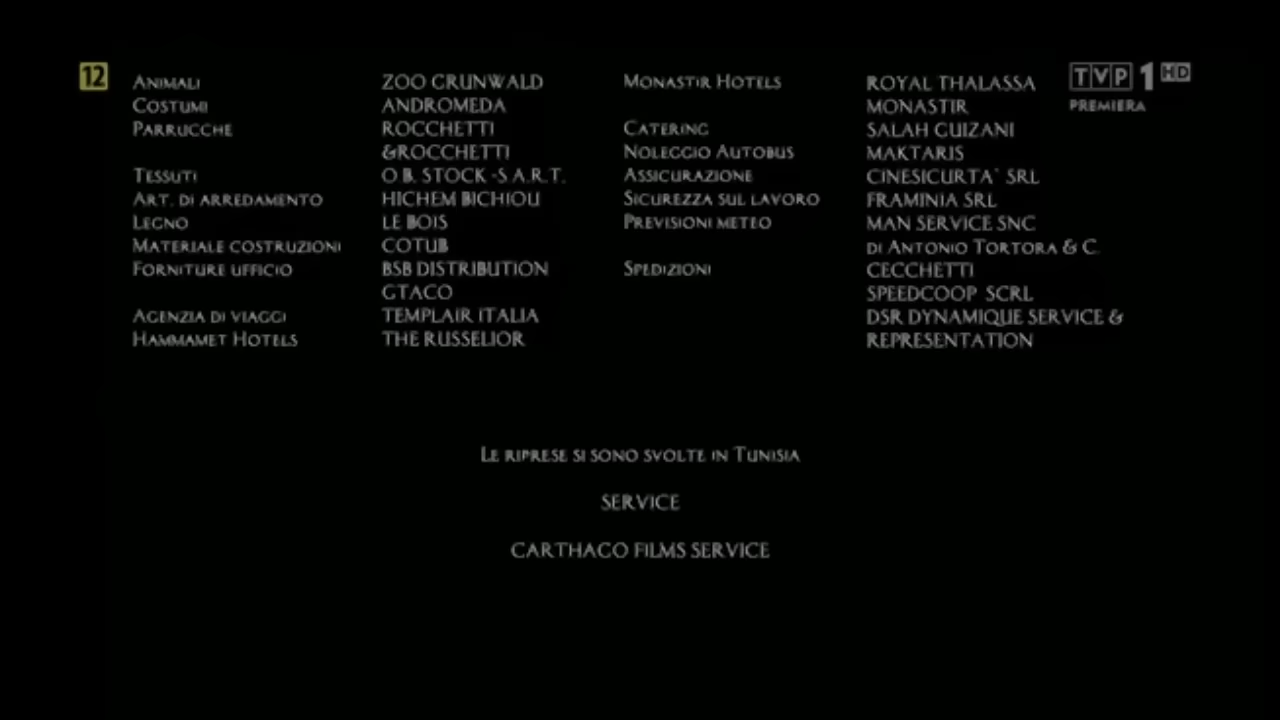 12
TVP 1 HD
PREMIERA
Animali ZOO GRUNWALD
Costumi ANDROMEDA
Parrucche ROCCHETTI
&ROCCHETTI
Tessuti O.B. STOCK -S.A.R.T.
Art. di arredamento HICHEM BICHIOU
Legno LE BOIS
Materiale costruzioni COTUB
Forniture ufficio BSB DISTRIBUTION
GTACO
Agenzia di viaggi TEMPLAIR ITALIA
Hammamet Hotels THE RUSSELIOR
Monastir Hotels ROYAL THALASSA
MONASTIR
Catering SALAH GUIZANI
Noleggio Autobus MAKTARIS
Assicurazione CINESICURTA` SRL
Sicurezza sul lavoro FRAMINIA SRL
Previsioni meteo MAN SERVICE SNC
di Antonio Tortora & C.
Spedizioni CECCHETTI
SPEEDCOOP SCRL
DSR DYNAMIQUE SERVICE &
REPRESENTATION
Le riprese si sono svolte in Tunisia
SERVICE
CARTHAGO FILMS SERVICE